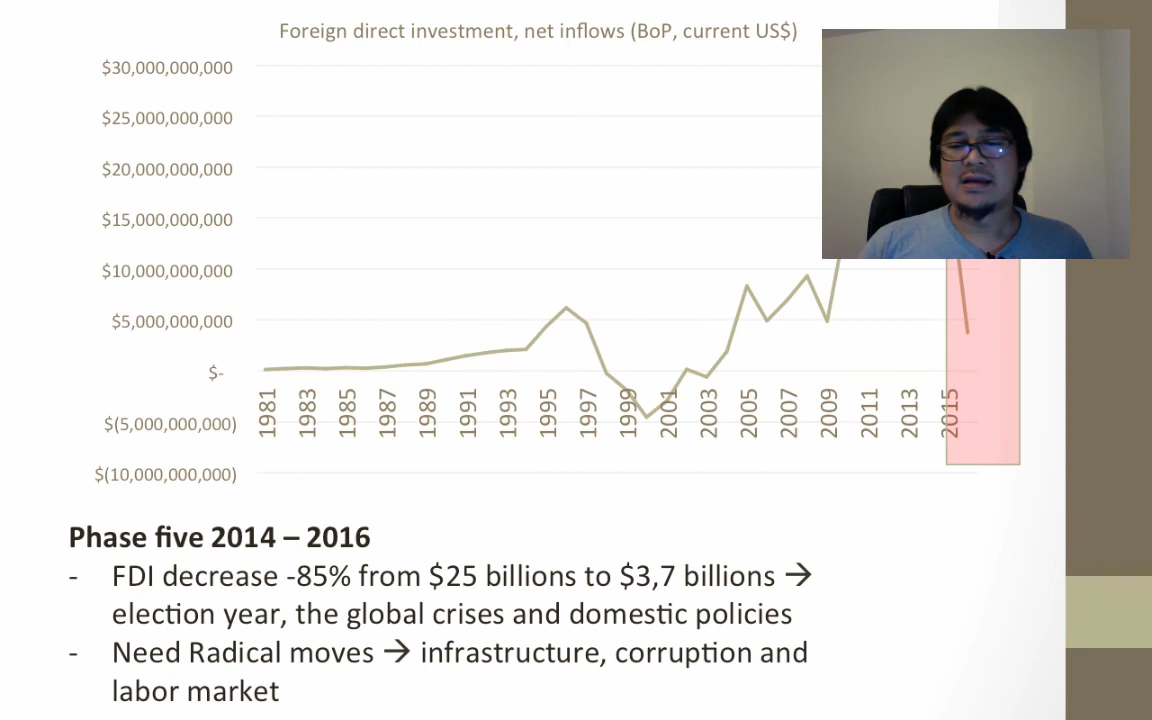 Foreign direct investment, net inflows (BoP, current US$)
$30,000,000,000
$25,000,000,000
$20,000,000,000
$15,000,000,000
$10,000,000,000
$5,000,000,000
$-
$(5,000,000,000)
$(10,000,000,000)
1981 1983 1985 1987 1989 1991 1993 1995 1997 1999 2001 2003 2005 2007 2009 2011 2013 2015
Phase five 2014 – 2016
- FDI decrease -85% from $25 billions to $3,7 billions →
election year, the global crises and domestic policies
- Need Radical moves → infrastructure, corruption and
labor market